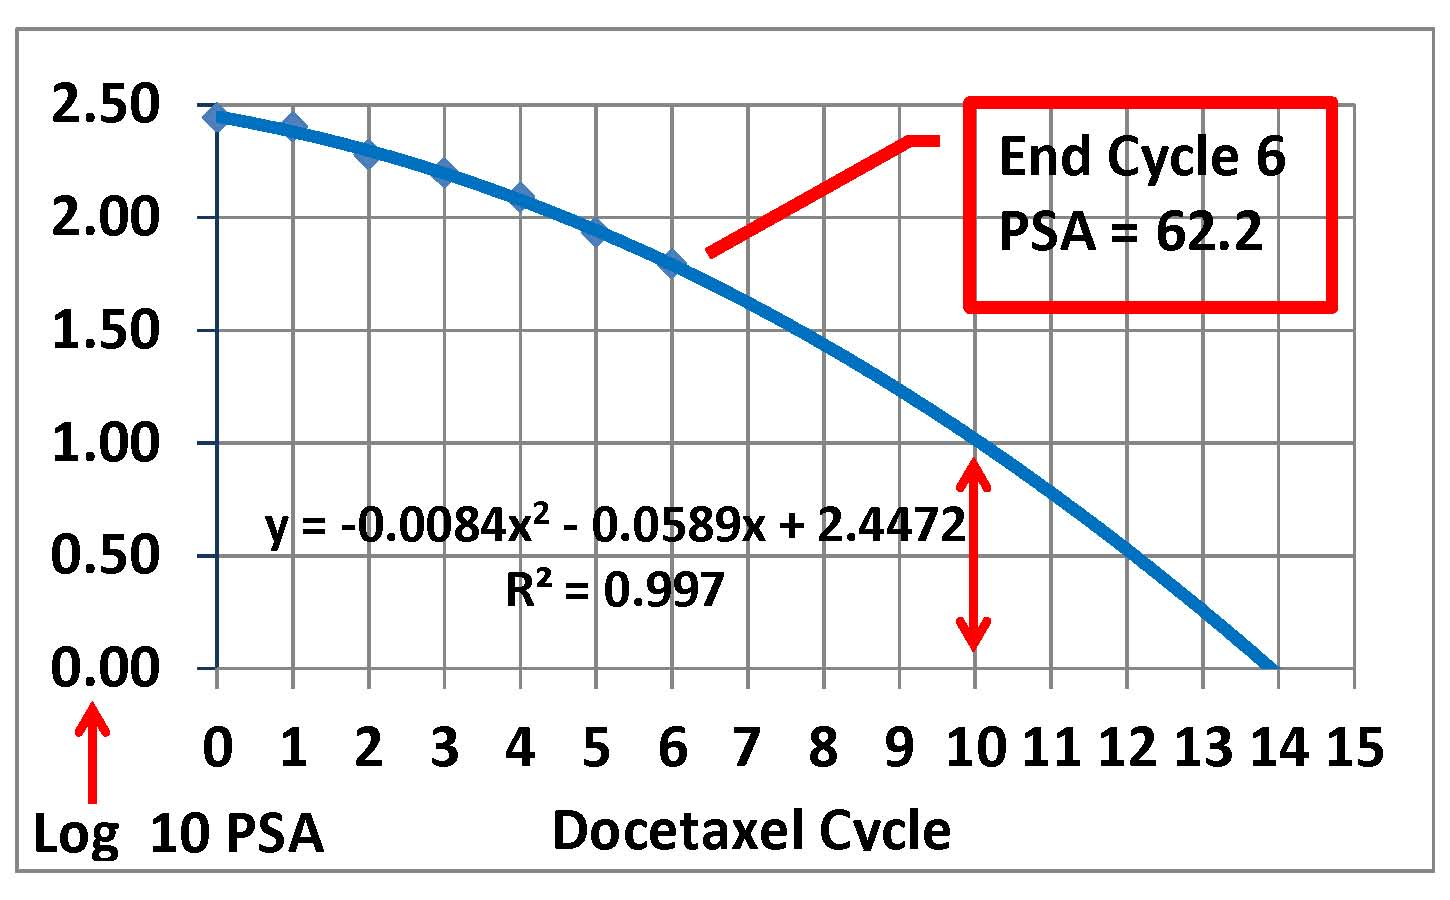 2.50
2.00
1.50
1.00
0.50
0.00
End Cycle 6
PSA = 62.2
y = -0.0084x² - 0.0589x + 2.4472
R² = 0.997
0 1 2 3 4 5 6 7 8 9 10 11 12 13 14 15
Log 10 PSA
Docetaxel Cvcle